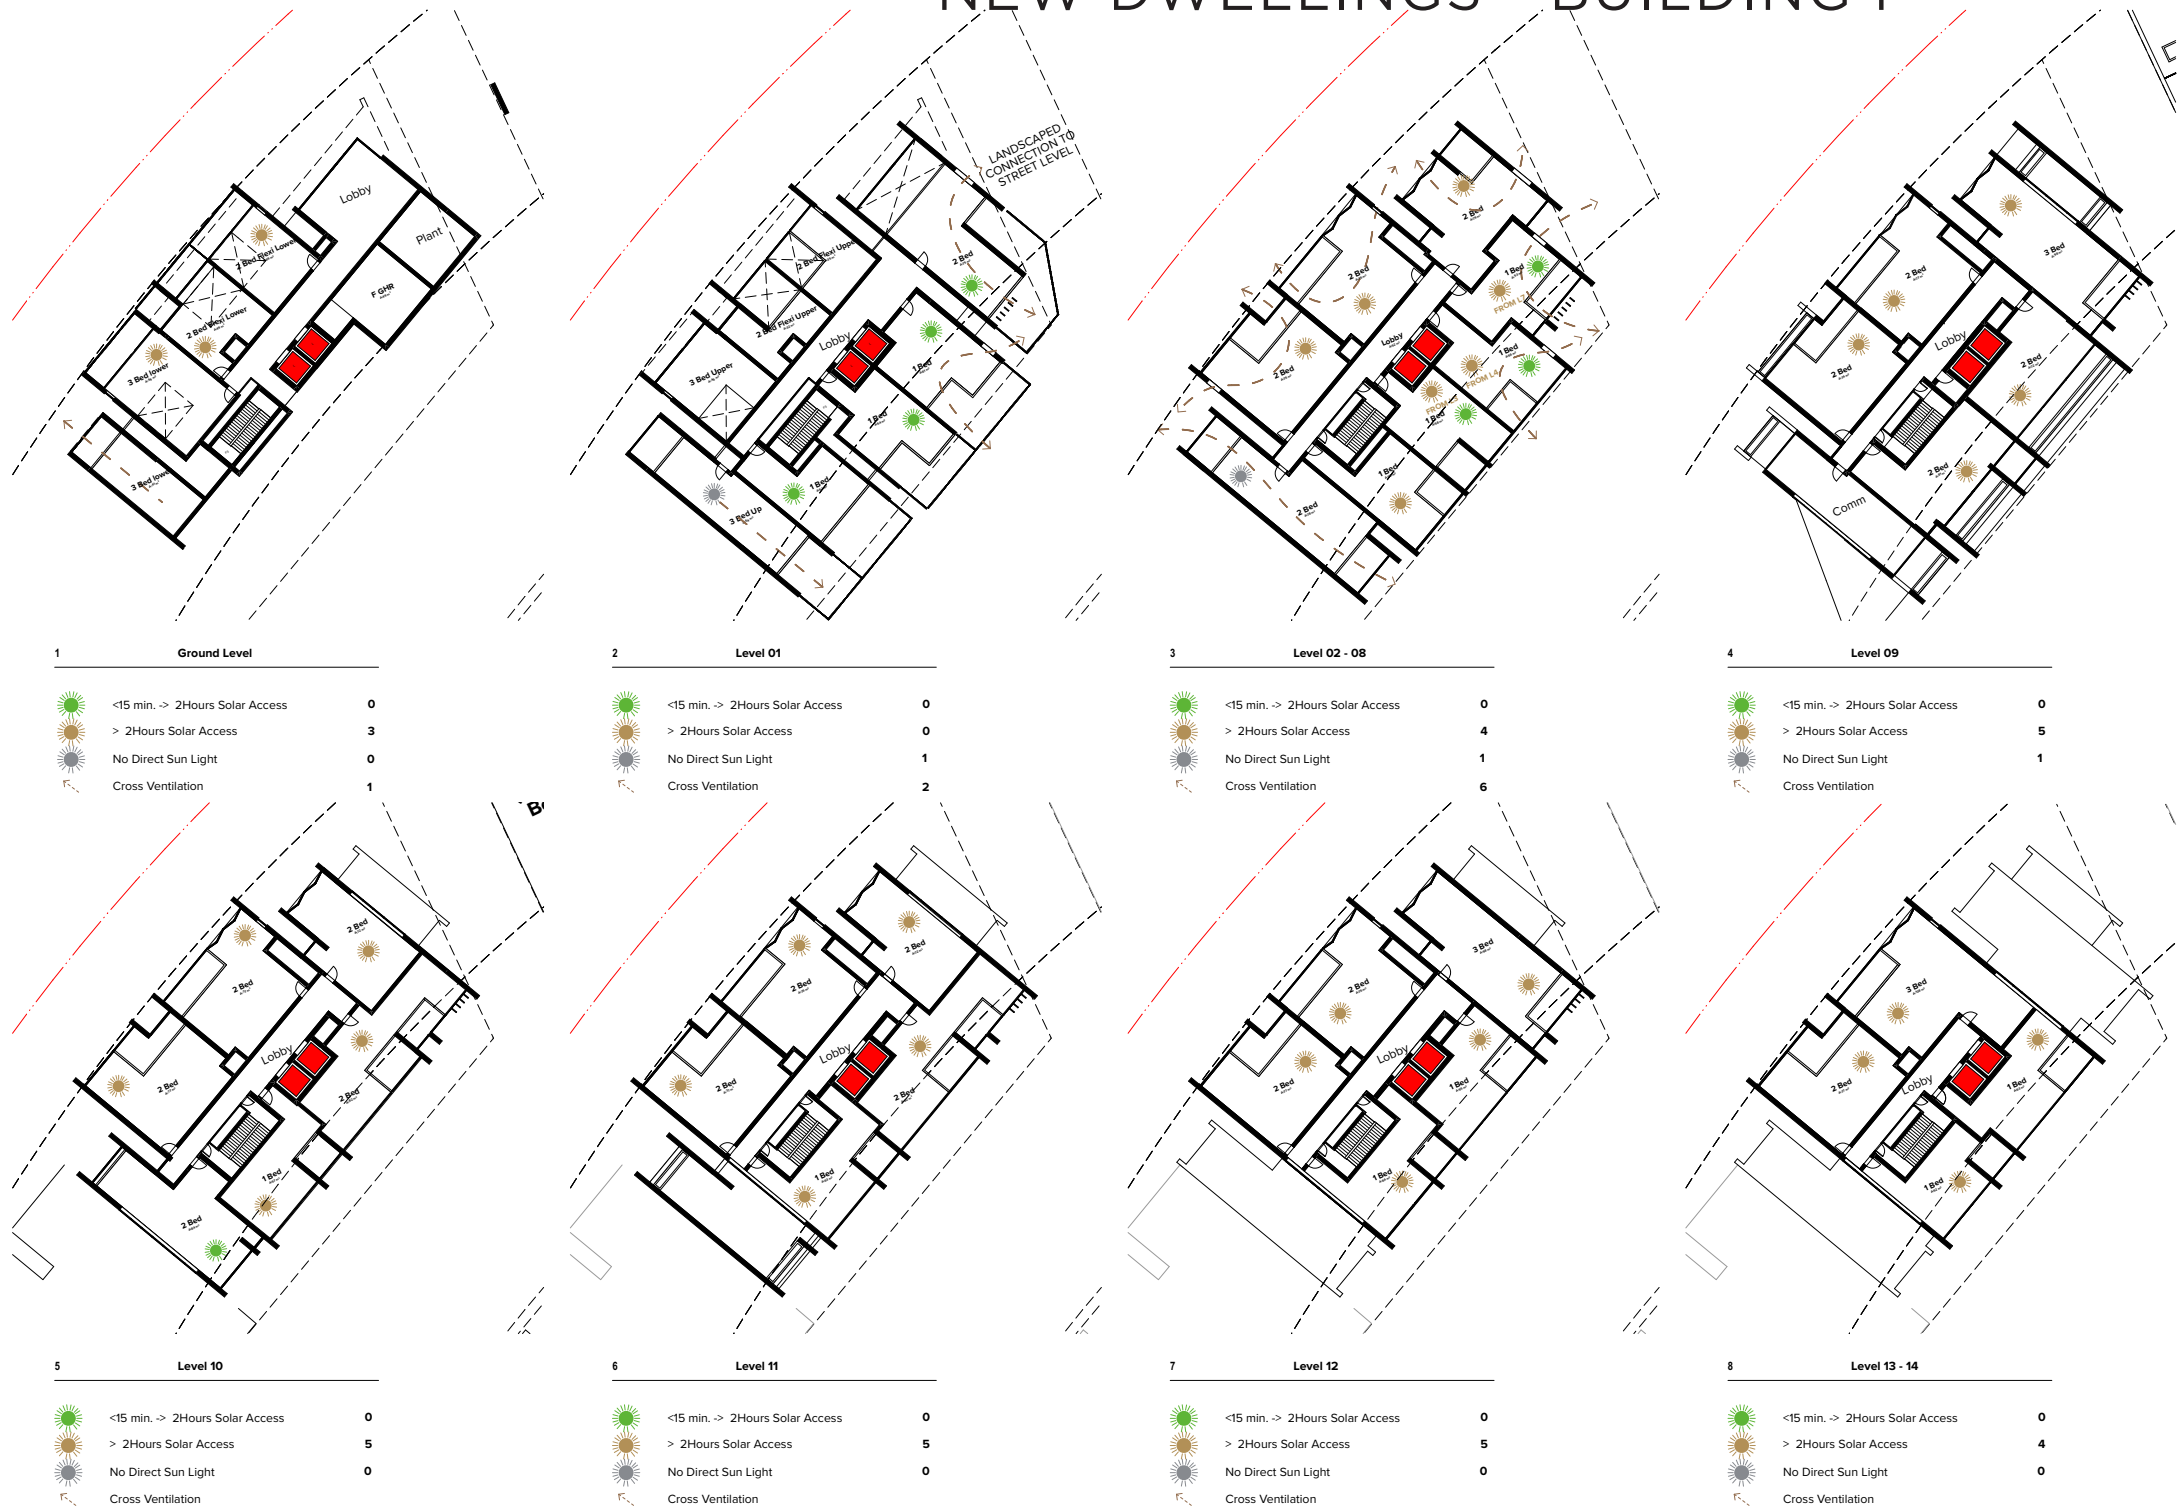 NEW DWELLINGS BUILDING 1
LANDSCAPED
CONNECTION TO
STREET LEVEL
Lobby
Plant
2 Bed Flexi Lower
F GHR
2 Bed Flexi Lower
3 Bed lower
3 Bed lower
2 Bed Flexi Upper
2 Bed
2 Bed Flexi Upper
Lobby
3 Bed Upper
1 Bed
1 Bed
1 Bed
3 Bed Up
2 Bed
2 Bed
1 Bed
FROM L7
Lobby
1 Bed
2 Bed
FROM L4
1 Bed
1 Bed
2 Bed
3 Bed
2 Bed
Lobby
2 Bed
2 Bed
2 Bed
Comm
1 Ground Level
<15 min. -> 2Hours Solar Access 0
> 2Hours Solar Access 3
No Direct Sun Light 0
Cross Ventilation 1
2 Level 01
<15 min. -> 2Hours Solar Access 0
> 2Hours Solar Access 0
No Direct Sun Light 1
Cross Ventilation 2
3 Level 02 - 08
<15 min. -> 2Hours Solar Access 0
> 2Hours Solar Access 4
No Direct Sun Light 1
Cross Ventilation 6
4 Level 09
<15 min. -> 2Hours Solar Access 0
> 2Hours Solar Access 5
No Direct Sun Light 1
Cross Ventilation
2 Bed
2 Bed
Lobby
2 Bed
2 Bed
1 Bed
2 Bed
2 Bed
2 Bed
Lobby
2 Bed
2 Bed
1 Bed
3 Bed
2 Bed
Lobby
2 Bed
1 Bed
1 Bed
3 Bed
2 Bed
Lobby
1 Bed
1 Bed
5 Level 10
<15 min. -> 2Hours Solar Access 0
> 2Hours Solar Access 5
No Direct Sun Light 0
Cross Ventilation
6 Level 11
<15 min. -> 2Hours Solar Access 0
> 2Hours Solar Access 5
No Direct Sun Light 0
Cross Ventilation
7 Level 12
<15 min. -> 2Hours Solar Access 0
> 2Hours Solar Access 5
No Direct Sun Light 0
Cross Ventilation
8 Level 13 - 14
<15 min. -> 2Hours Solar Access 0
> 2Hours Solar Access 4
No Direct Sun Light 0
Cross Ventilation